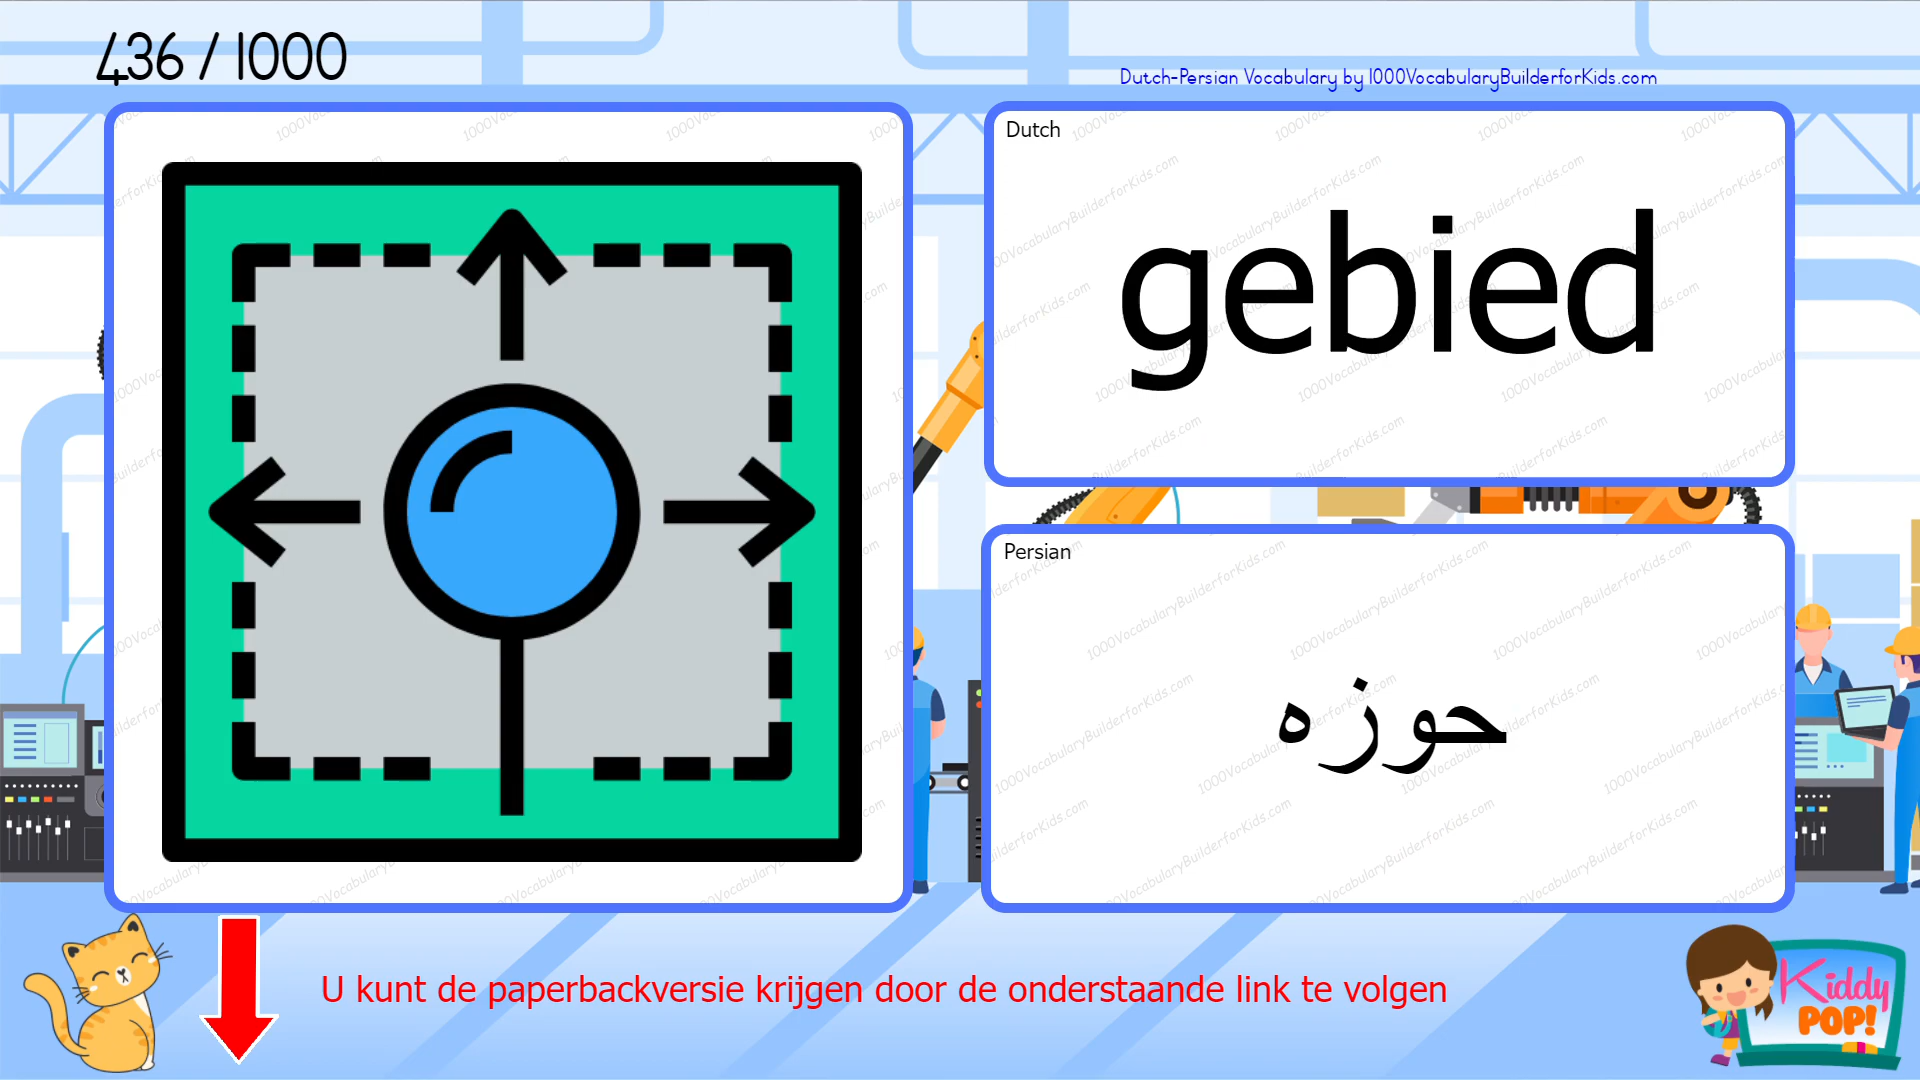 436 / 1000
Dutch-Persian Vocabulary by 1000VocabularyBuilderforKids.com
Dutch
gebied
Persian
حوزه
U kunt de paperbackversie krijgen door de onderstaande link te volgen
Kiddy
POP!